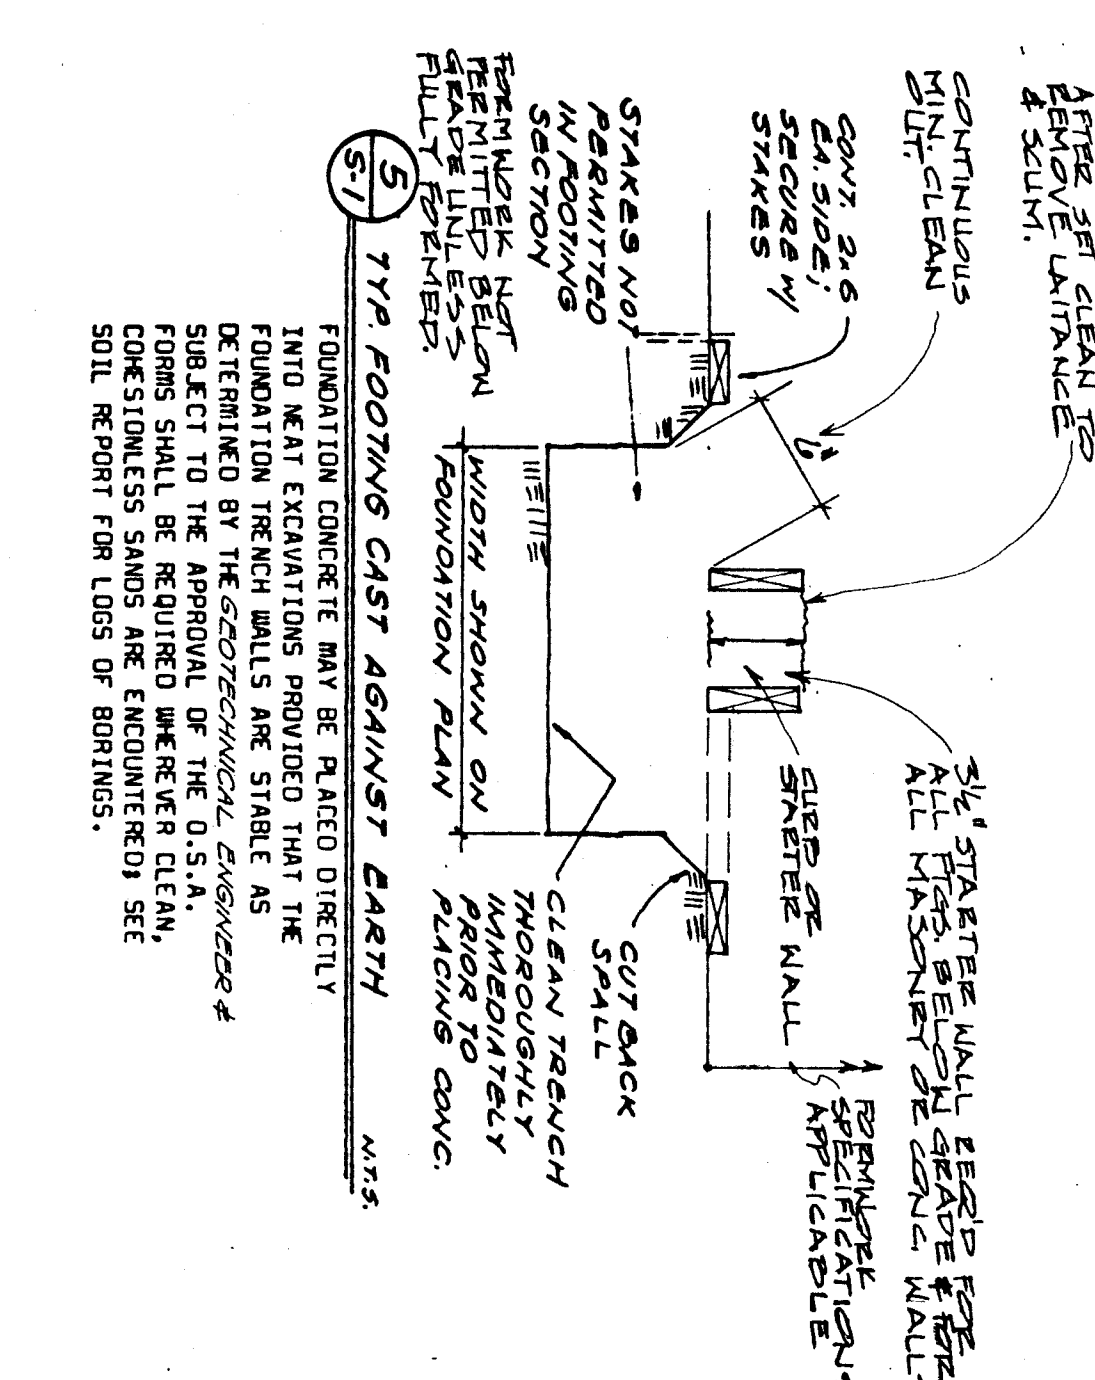 AFTER SET CLEAN TO
REMOVE LAITANCE
& SCUM.
CONTINUOUS
MIN. CLEAN
OUT.
6"
CONT. 2x6
EA. SIDE;
SECURE W/
STAKES
STAKES NOT
PERMITTED
IN FOOTING
SECTION
FORMWORK NOT
PERMITTED BELOW
GRADE UNLESS
FULLY FORMED.
3½" STARTER WALL REQ'D FOR
ALL FTGS. BELOW GRADE & FOR
ALL MASONRY OR CONC. WALL
CURB OR
STARTER WALL
FORMWORK
SPECIFICATION
APPLICABLE
CUT BACK
SPALL
CLEAN TRENCH
THOROUGHLY
IMMEDIATELY
PRIOR TO
PLACING CONC.
WIDTH SHOWN ON
FOUNDATION PLAN
5
S-1
TYP. FOOTING CAST AGAINST EARTH
N.T.S.
FOUNDATION CONCRETE MAY BE PLACED DIRECTLY
INTO NEAT EXCAVATIONS PROVIDED THAT THE
FOUNDATION TRENCH WALLS ARE STABLE AS
DETERMINED BY THE GEOTECHNICAL ENGINEER &
SUBJECT TO THE APPROVAL OF THE O.S.A.
FORMS SHALL BE REQUIRED WHEREVER CLEAN,
COHESIONLESS SANDS ARE ENCOUNTERED; SEE
SOIL REPORT FOR LOGS OF BORINGS.